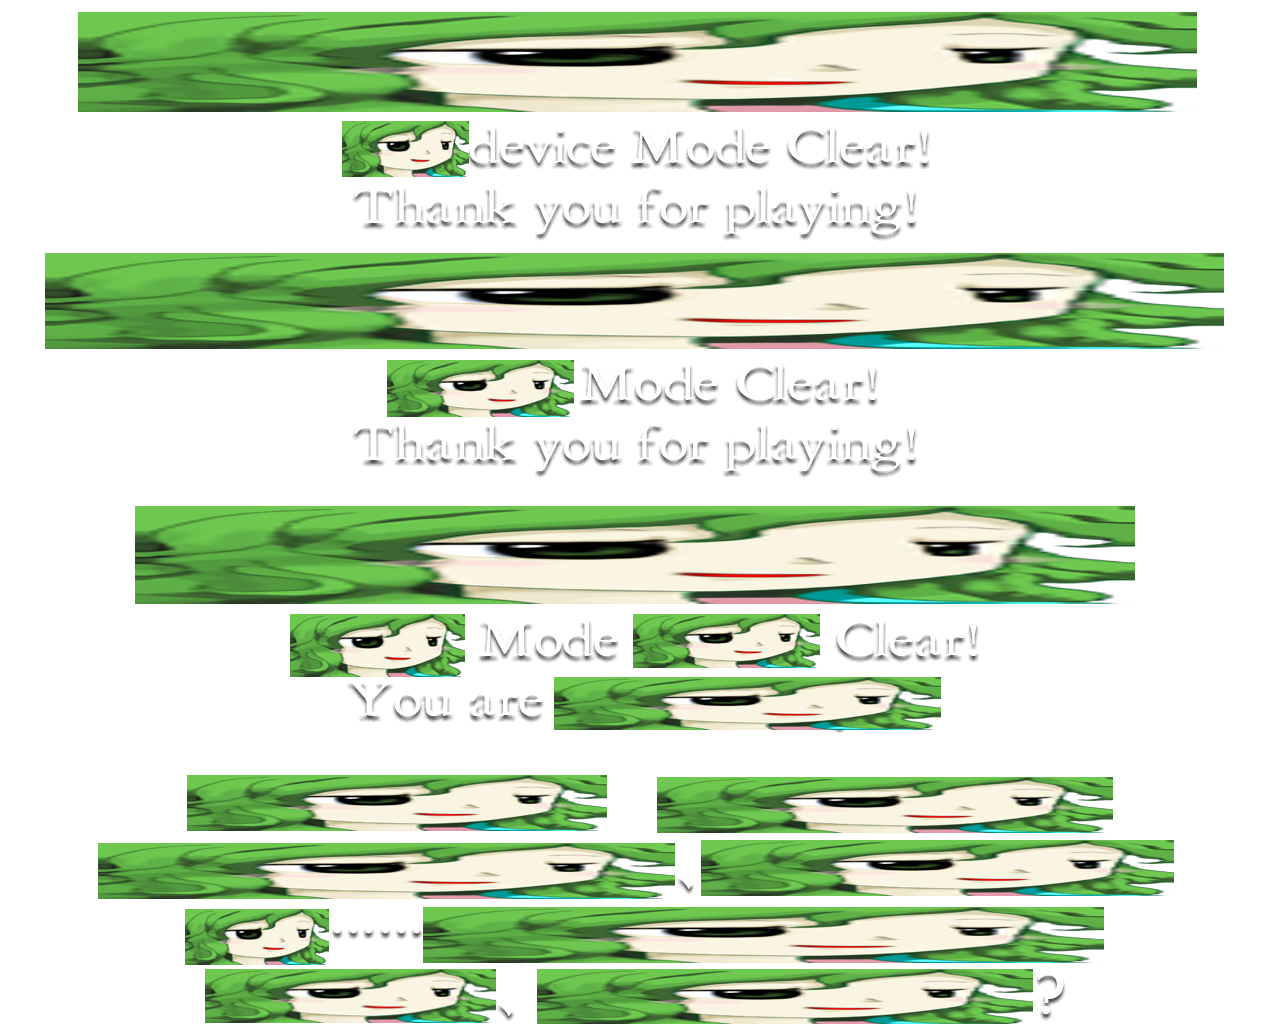 device Mode Clear!
Thank you for playing!
Mode Clear!
Thank you for playing!
Mode Clear!
You are
、
……
、 ?